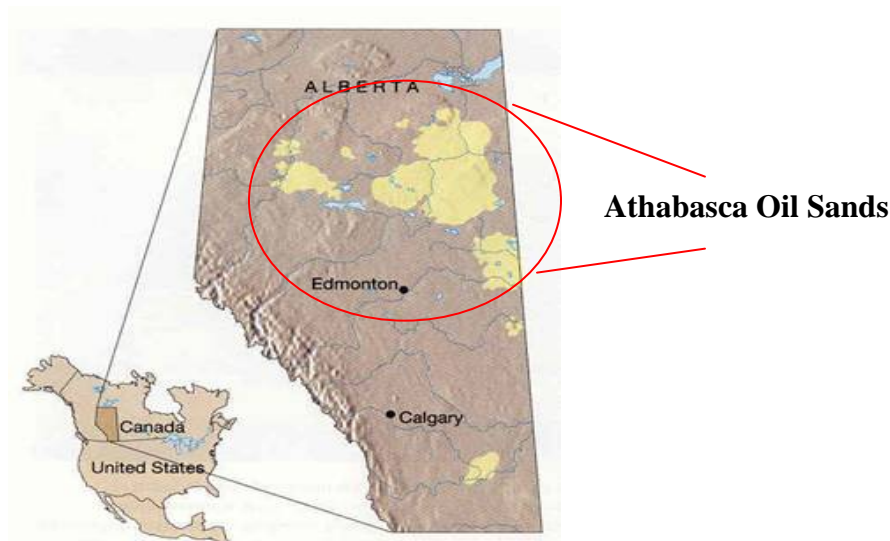 ALBERTA
Athabasca Oil Sands
Edmonton
Calgary
Canada
United States